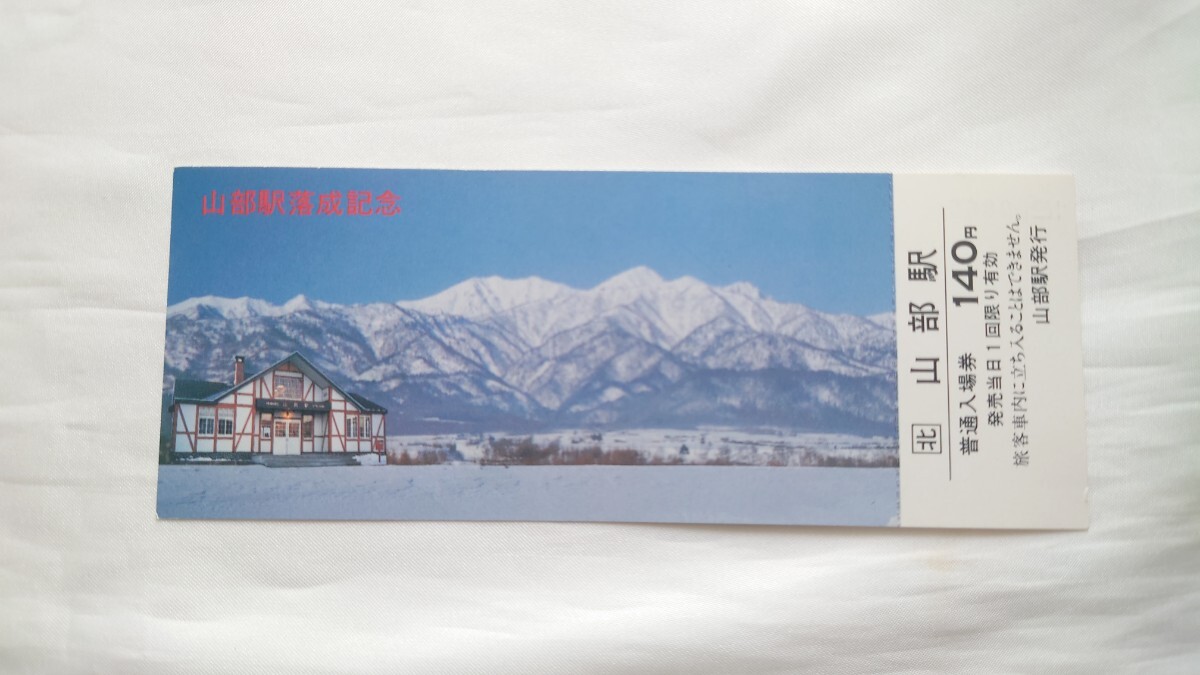 山部駅落成記念
北 山部駅
普通入場券 140円
発売当日1回限り有効
旅客車内に立ち入ることはできません。
山部駅発行